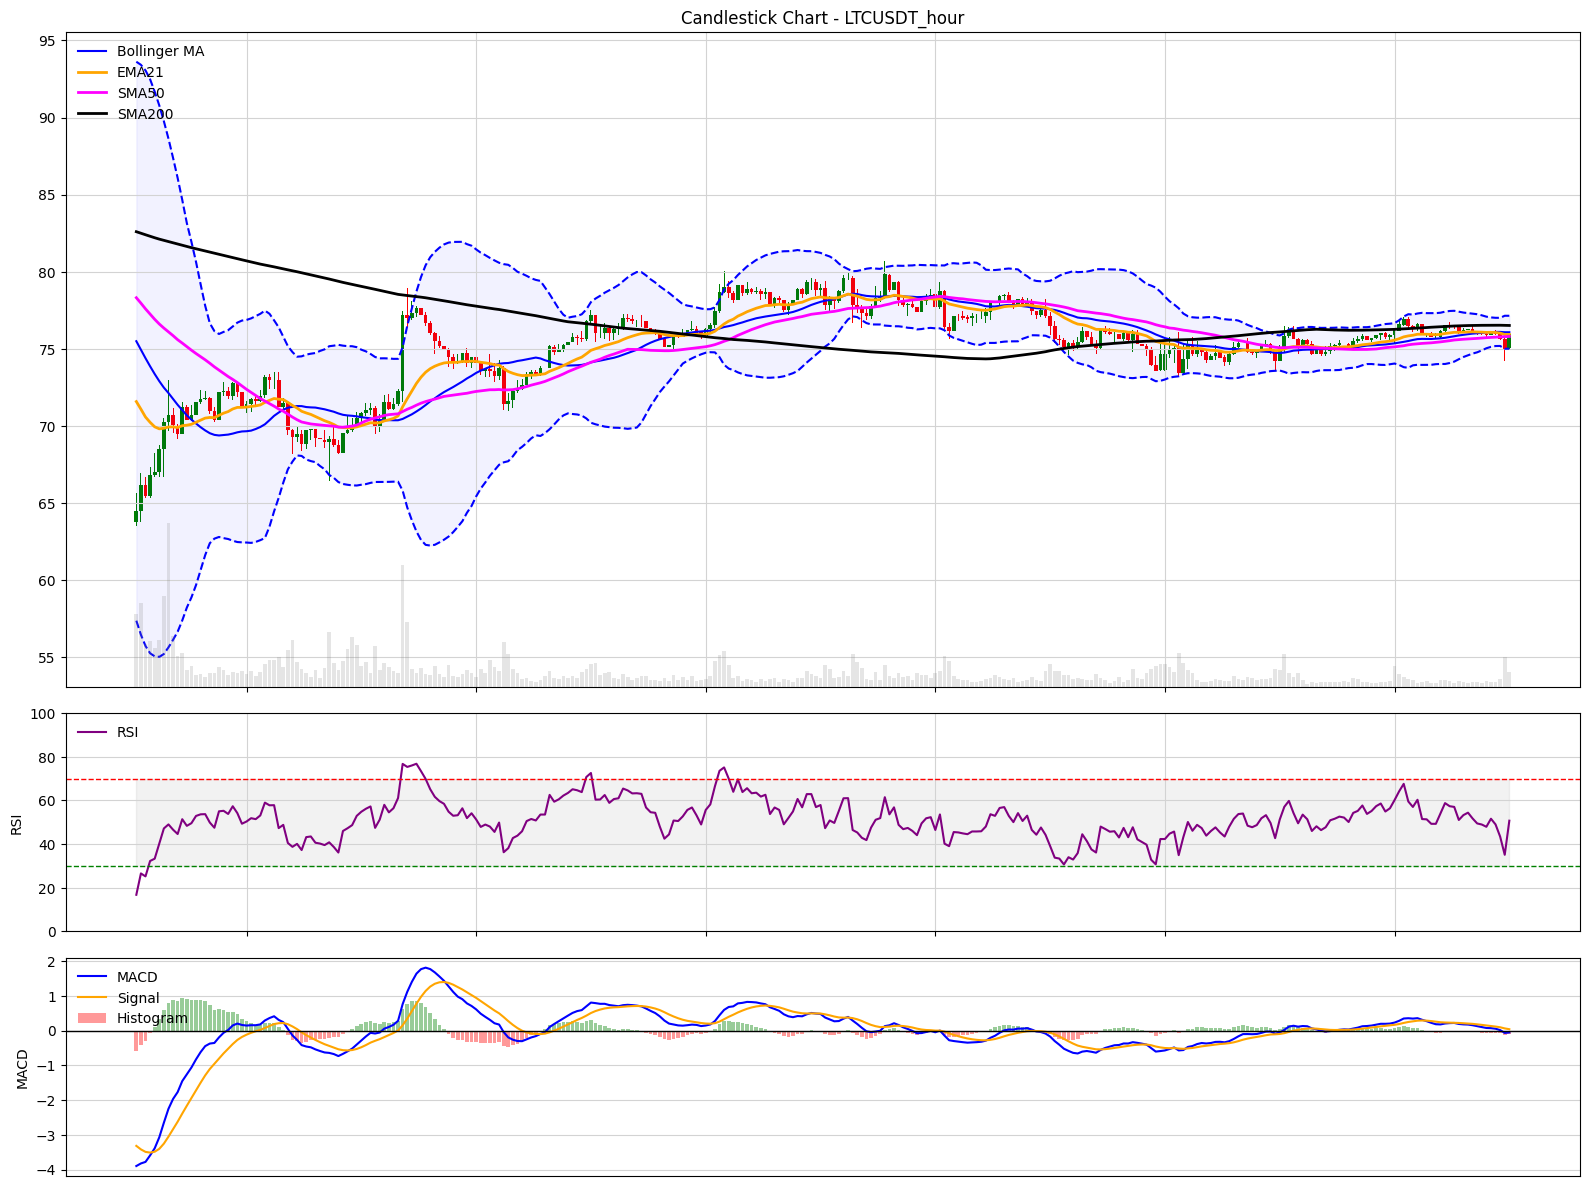 Candlestick Chart - LTCUSDT_hour
95
90
85
80
75
70
65
60
55
Bollinger MA
EMA21
SMA50
SMA200
100
80
60
40
20
0
RSI
RSI
2
1
0
−1
−2
−3
−4
MACD
MACD
Signal
Histogram